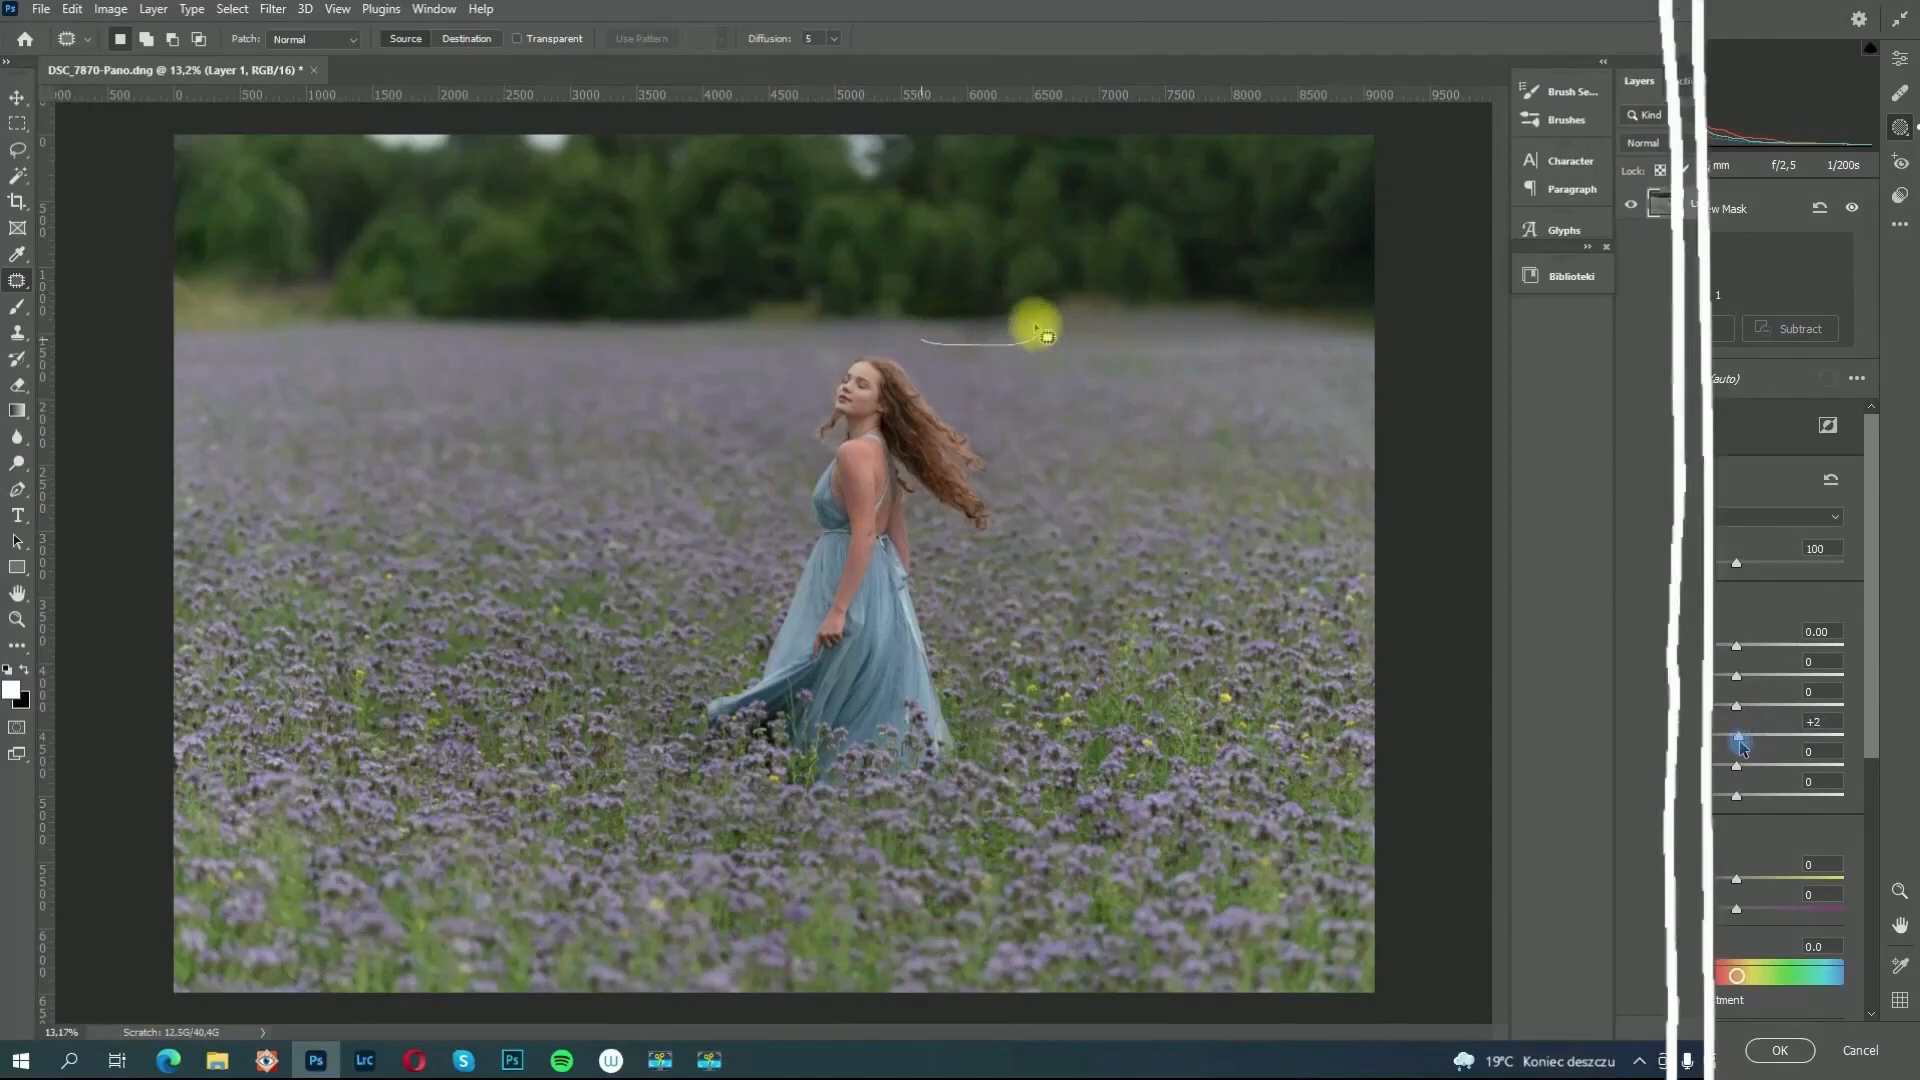 File Edit Image Layer Type Select Filter 3D View Plugins Window Help
Patch: Normal Source Destination Transparent Use Pattern Diffusion: 5
DSC_7870-Pano.dng @ 13,2% (Layer 1, RGB/16) * ×
500 0 500 1000 1500 2000 2500 3000 3500 4000 4500 5000 5500 6000 6500 7000 7500 8000 8500 9000 9500
Brush Se...
Brushes
Character
Paragraph
Glyphs
Biblioteki
Layers
Kind
Normal
Lock:
mm f/2,5 1/200s
w Mask
1
Subtract
(auto)
100
0.00
0
0
+2
0
0
0
0
0.0
tment
OK Cancel
13,17% Scratch: 12,5G/40,4G
Ps Lrc Ps
19°C Koniec deszczu